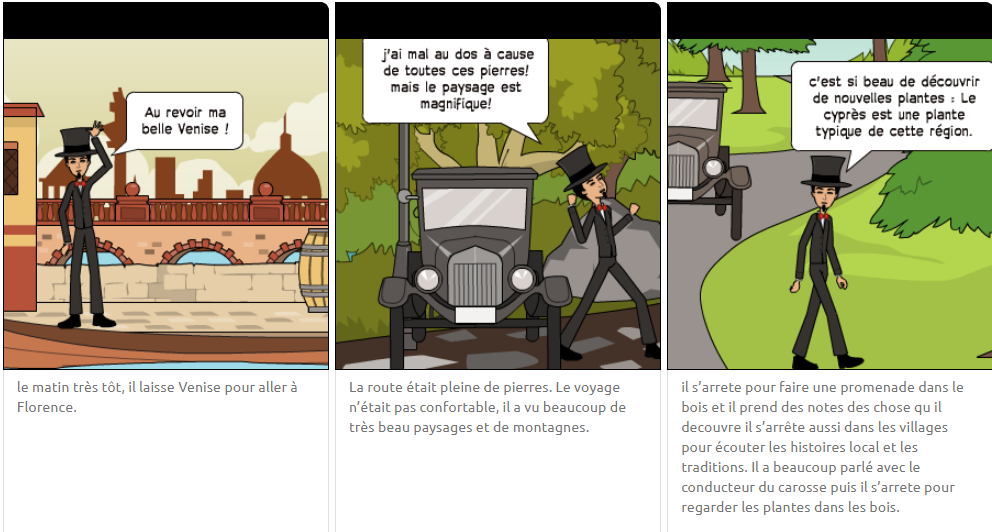 Au revoir ma
belle Venise !
le matin très tôt, il laisse Venise pour aller à
Florence.
j'ai mal au dos à cause
de toutes ces pierres!
mais le paysage est
magnifique!
La route était pleine de pierres. Le voyage
n'était pas confortable, il a vu beaucoup de
très beau paysages et de montagnes.
c'est si beau de découvrir
de nouvelles plantes : Le
cyprès est une plante
typique de cette région.
il s'arrete pour faire une promenade dans le
bois et il prend des notes des chose qu il
decouvre il s'arrête aussi dans les villages
pour écouter les histoires local et les
traditions. Il a beaucoup parlé avec le
conducteur du carosse puis il s'arrete pour
regarder les plantes dans les bois.